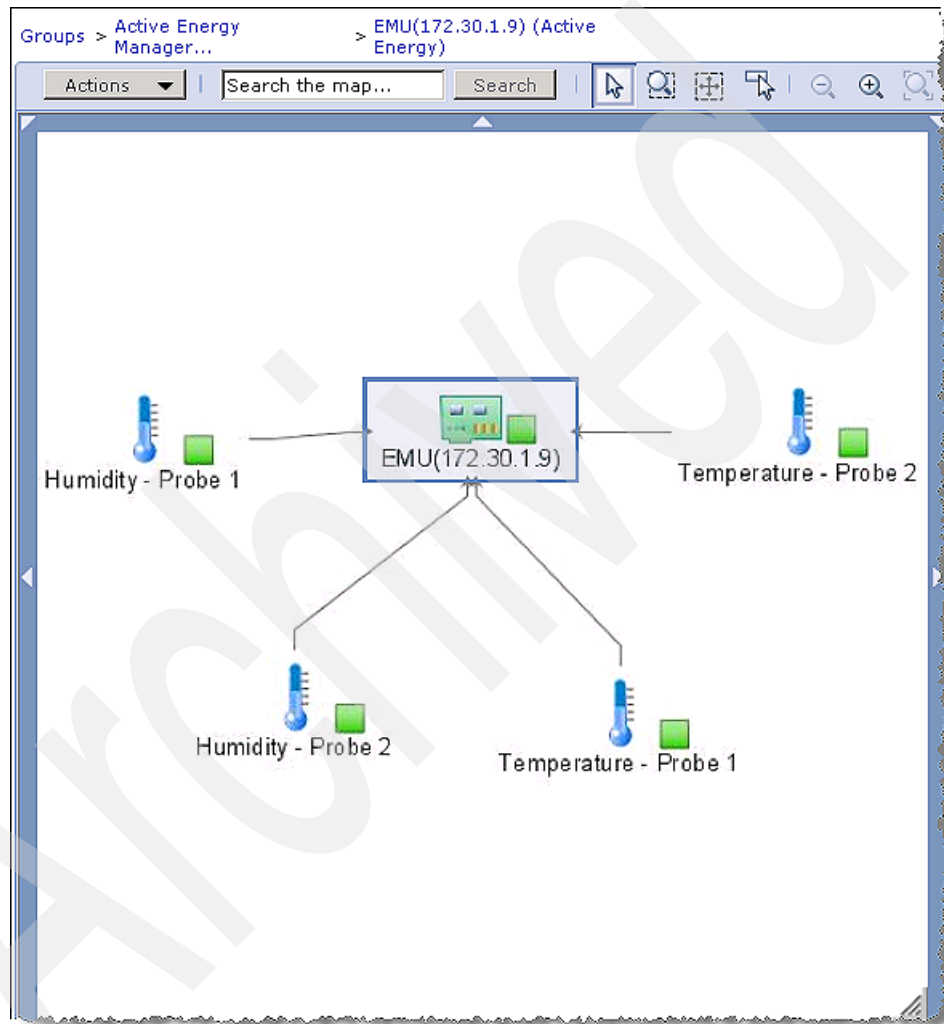 Groups > Active Energy Manager... > EMU(172.30.1.9) (Active Energy)
Actions Search the map... Search
Humidity - Probe 1
EMU(172.30.1.9)
Temperature - Probe 2
Humidity - Probe 2
Temperature - Probe 1
Archived